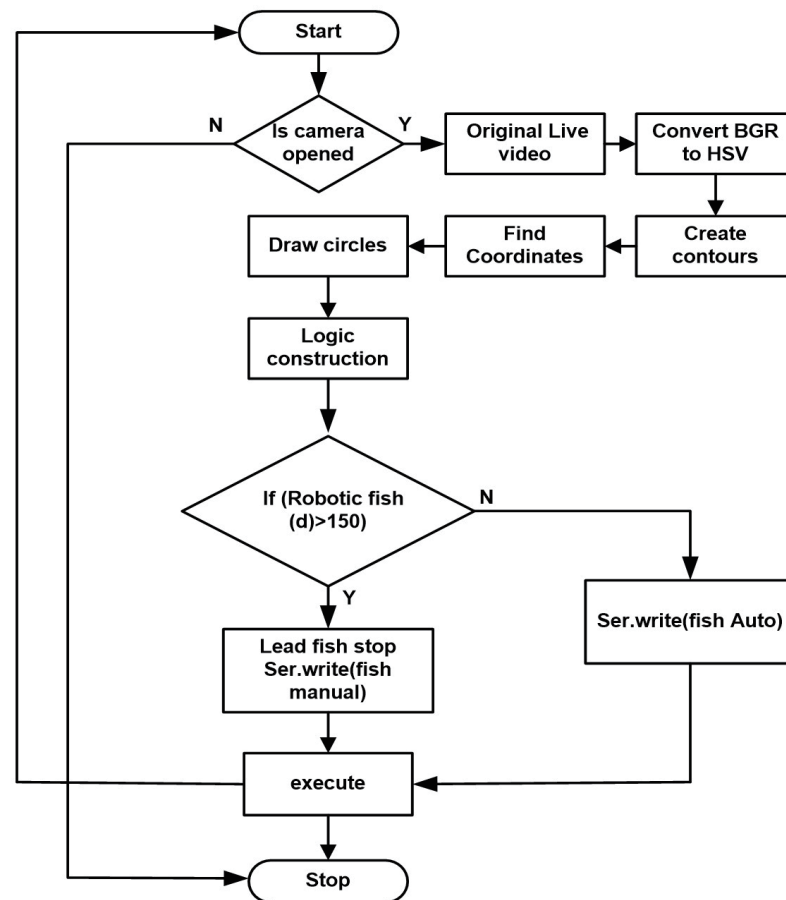 Start
N
Is camera
opened
Y
Original Live
video
Convert BGR
to HSV
Draw circles
Find
Coordinates
Create
contours
Logic
construction
If (Robotic fish
(d)>150)
N
Y
Ser.write(fish Auto)
Lead fish stop
Ser.write(fish
manual)
execute
Stop